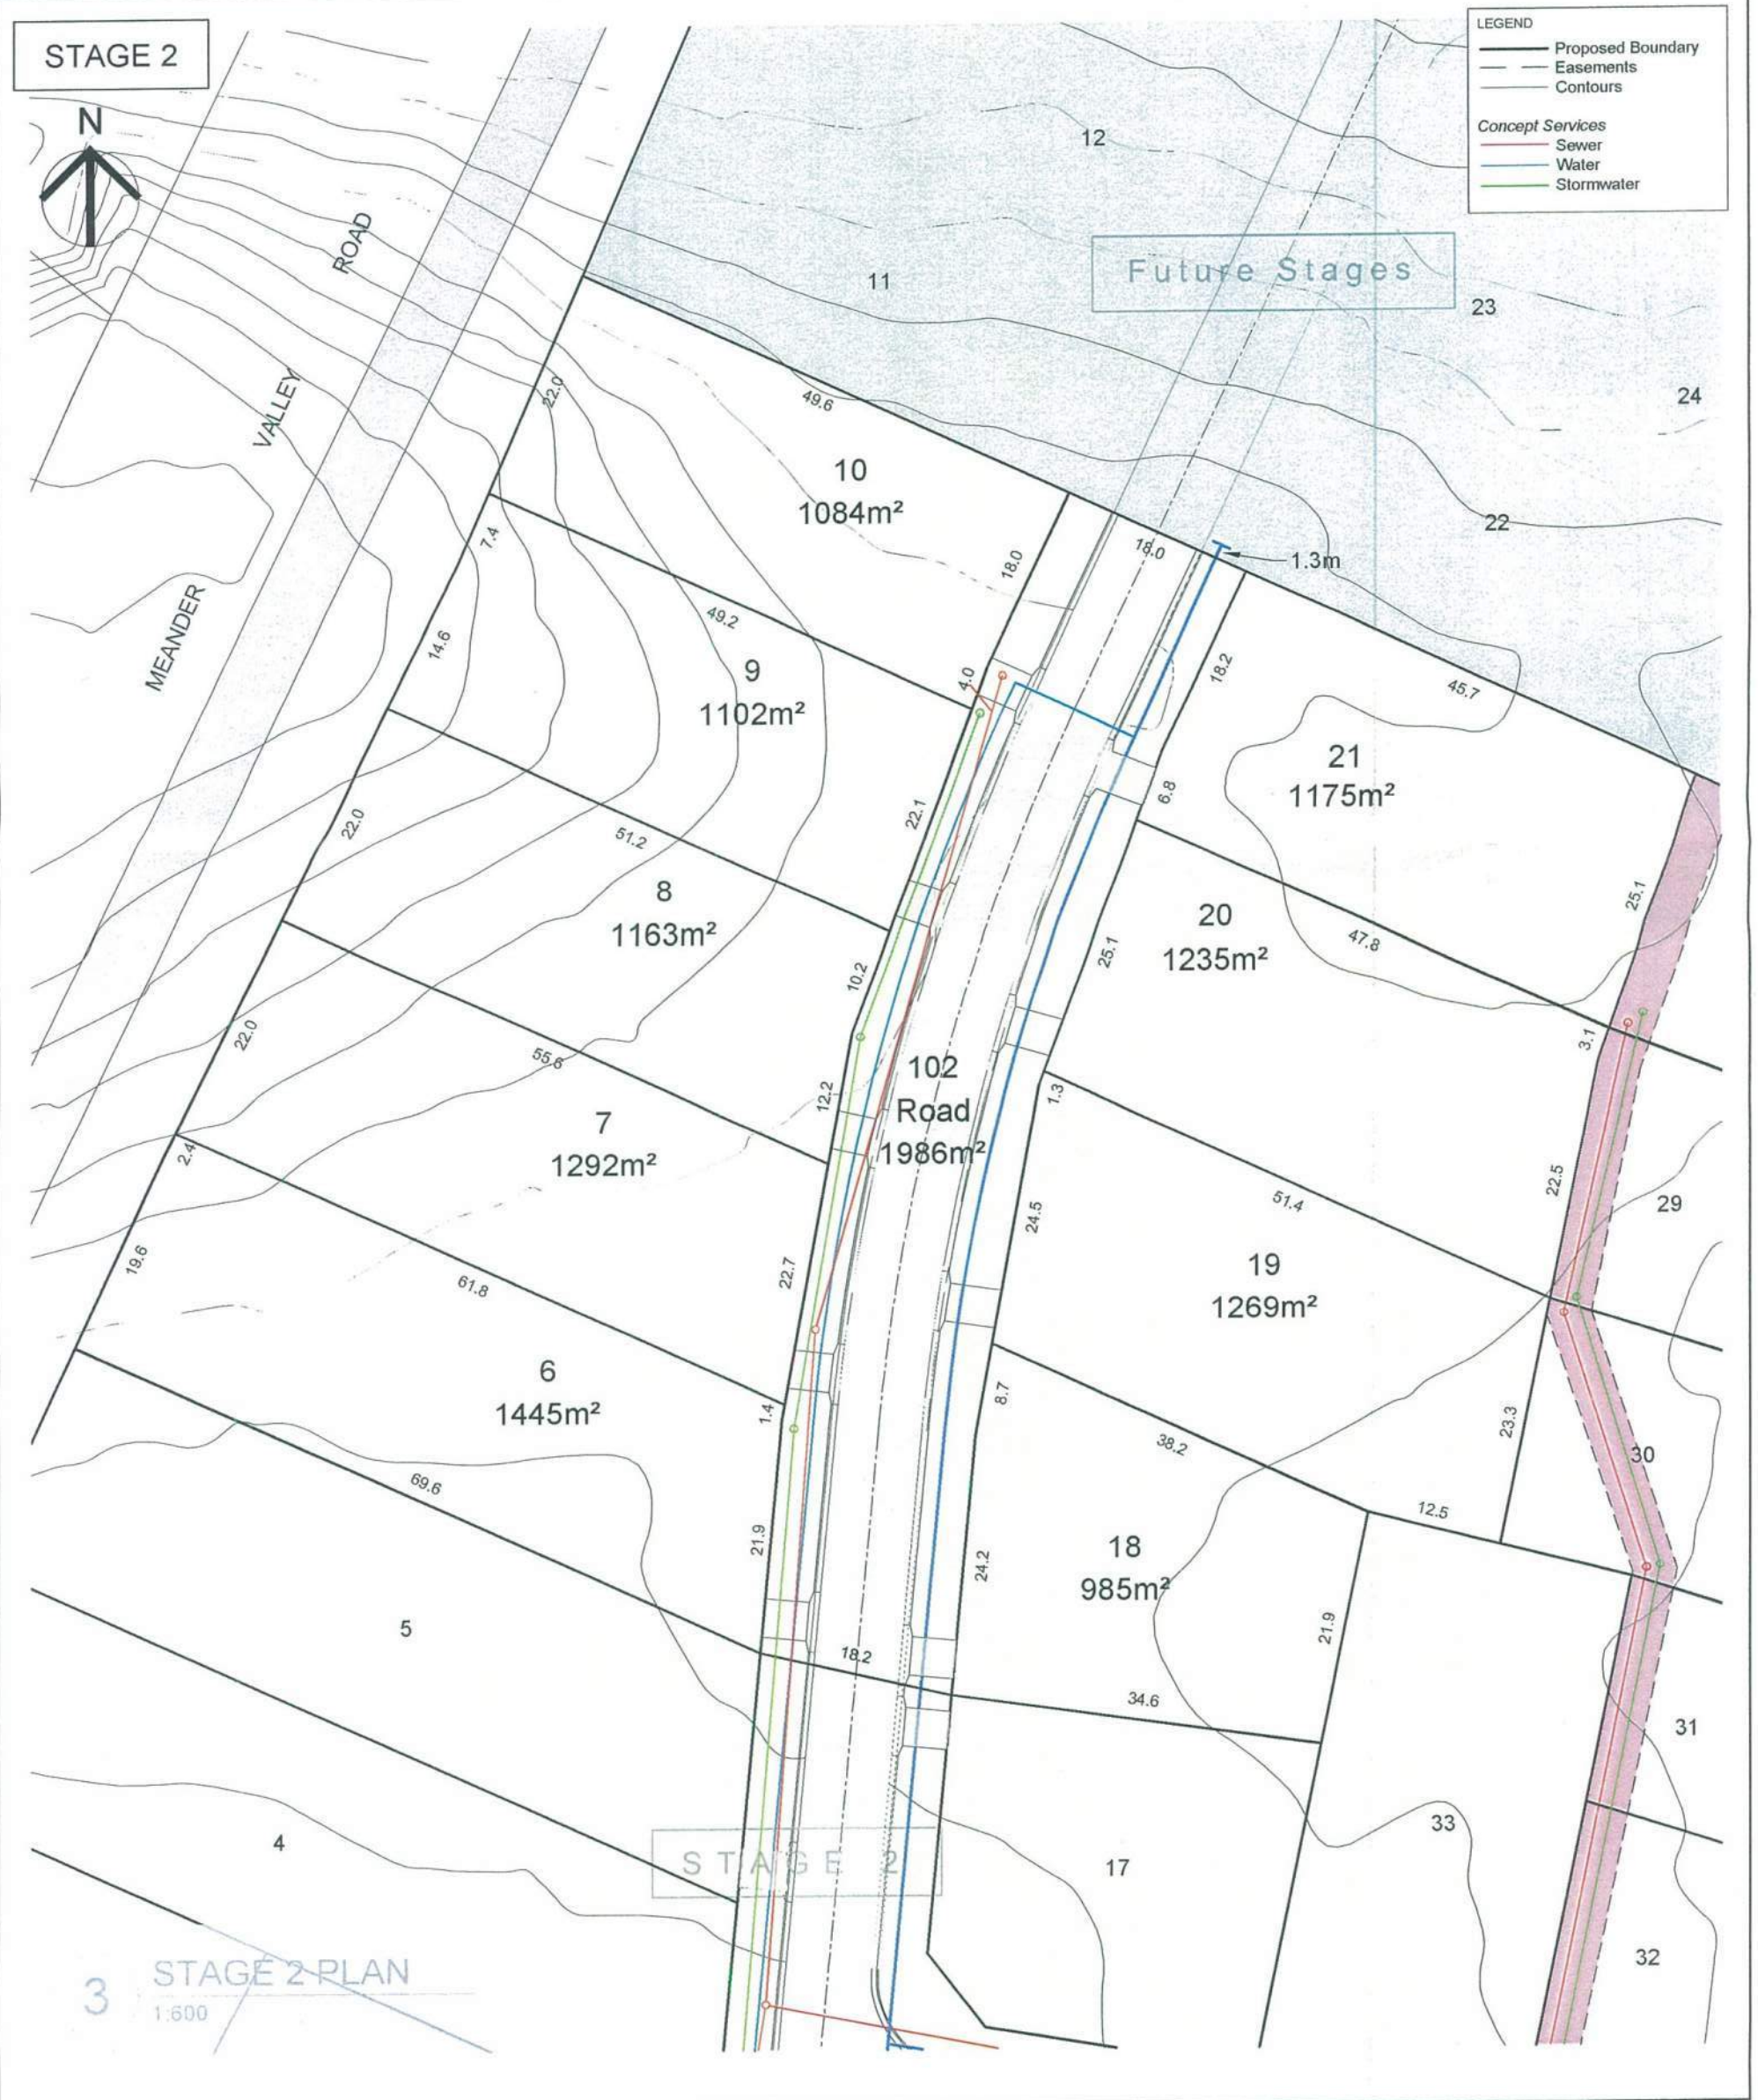 STAGE 2
N
LEGEND
Proposed Boundary
Easements
Contours
Concept Services
Sewer
Water
Stormwater
MEANDER
VALLEY
ROAD
Future Stages
12
11
23
24
22
22.0
49.6
10
1084m²
18.0
18.0
1.3m
7.4
49.2
14.6
9
1102m²
4.0
18.2
45.7
21
1175m²
6.8
22.1
22.0
51.2
8
1163m²
20
1235m²
47.8
25.1
25.1
10.2
22.0
55.6
12.2
102
Road
1986m²
1.3
3.1
7
1292m²
2.4
19.6
61.8
22.7
24.5
51.4
22.5
29
19
1269m²
6
1445m²
1.4
8.7
38.2
23.3
30
69.6
12.5
21.9
24.2
18
985m²
21.9
5
18.2
34.6
31
4
33
17
STAGE 2
32
3
STAGE 2 PLAN
1:600